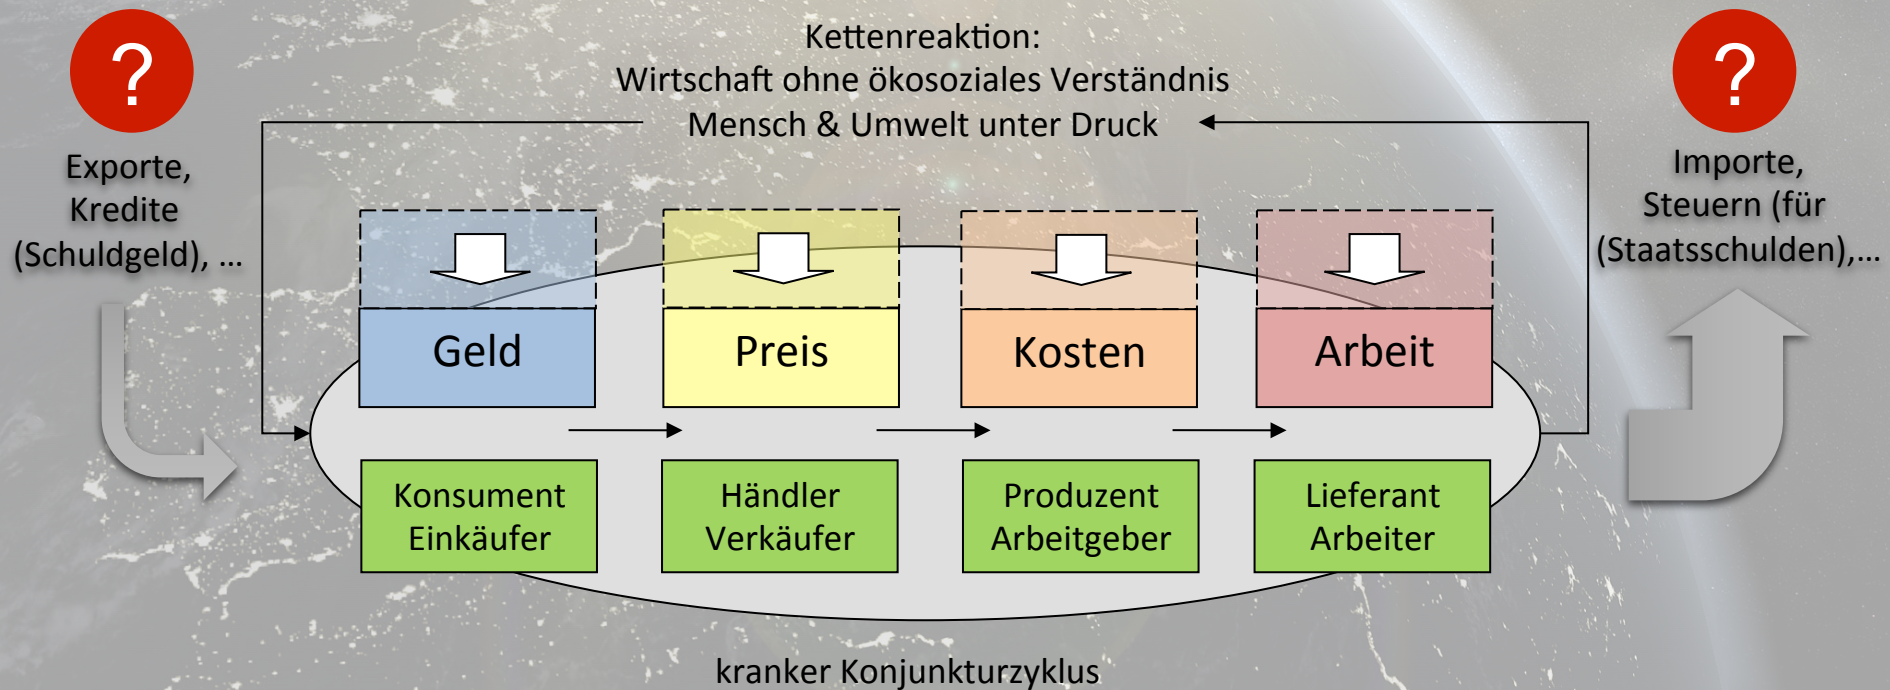 ?
Exporte,
Kredite
(Schuldgeld), ...
Kettenreaktion:
Wirtschaft ohne ökosoziales Verständnis
Mensch & Umwelt unter Druck
?
Importe,
Steuern (für
(Staatsschulden),...
Geld
Preis
Kosten
Arbeit
Konsument
Einkäufer
Händler
Verkäufer
Produzent
Arbeitgeber
Lieferant
Arbeiter
kranker Konjunkturzyklus